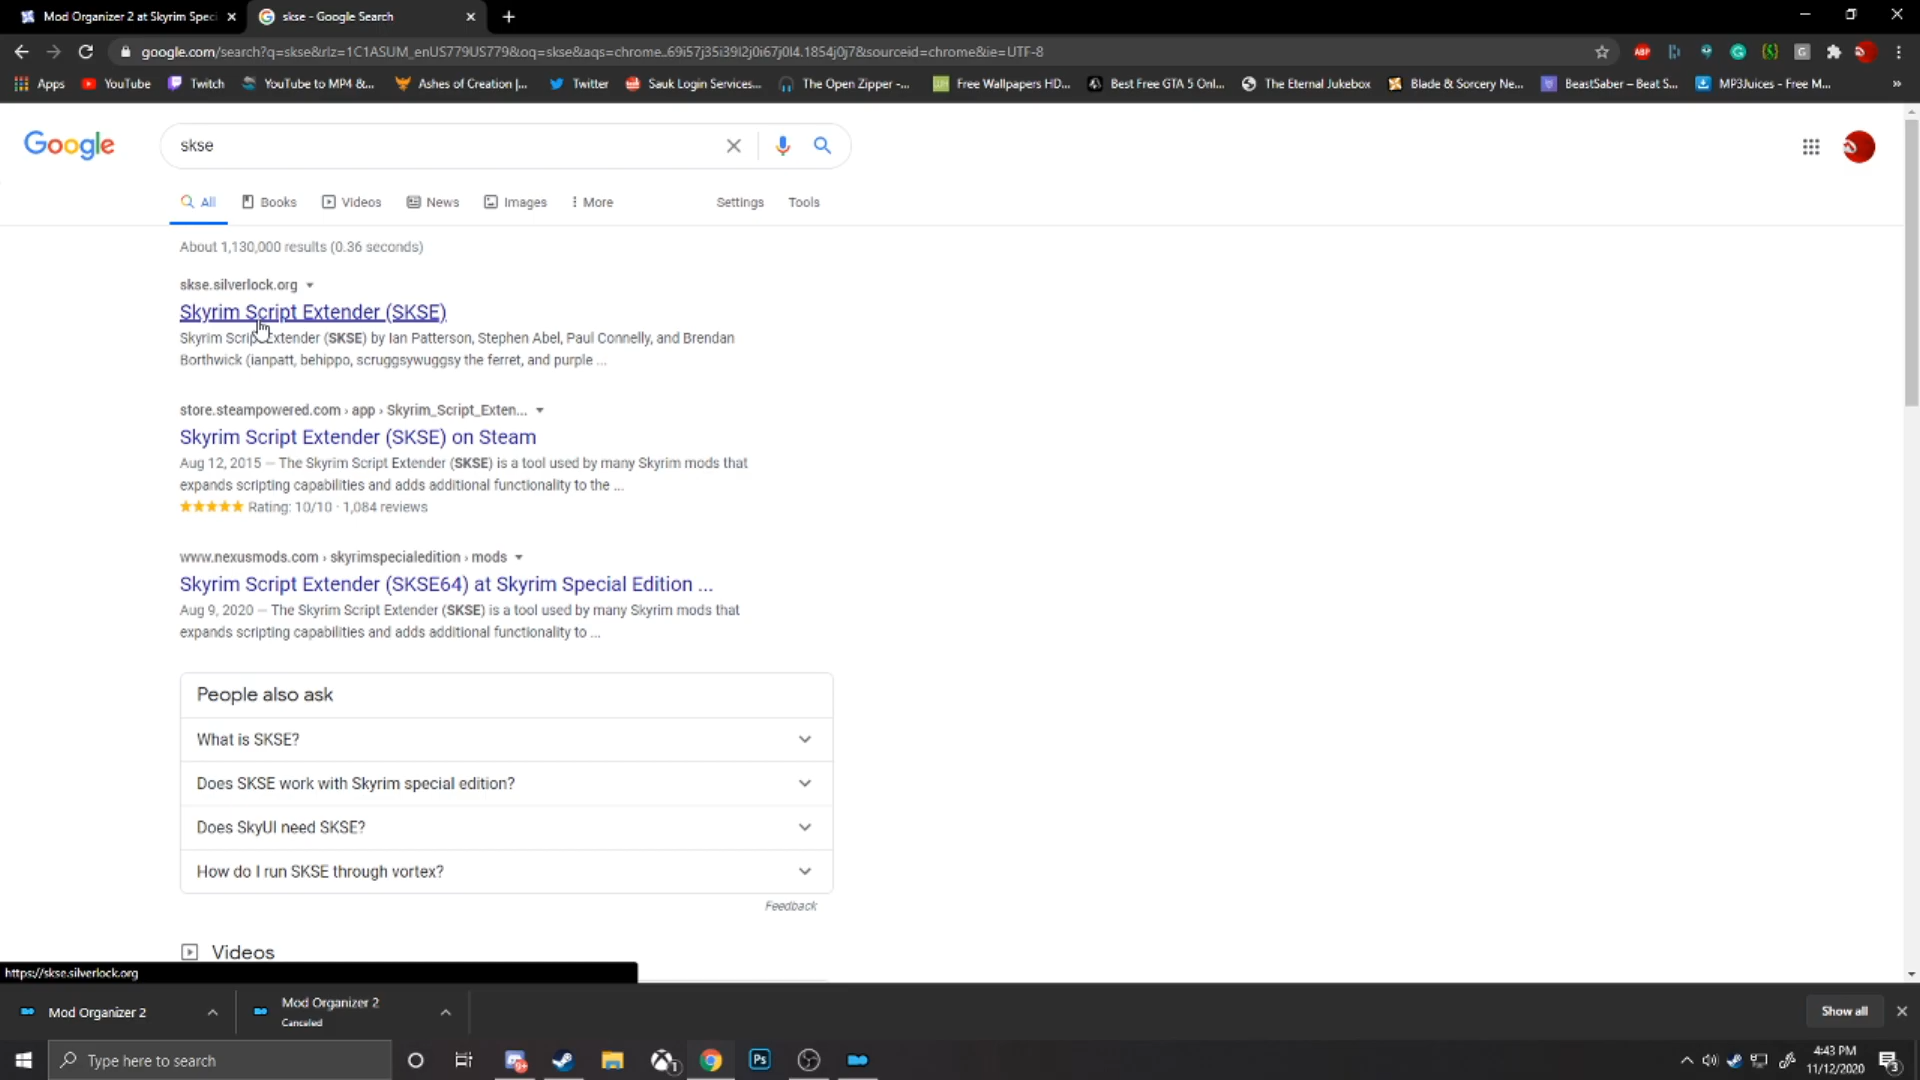 Mod Organizer 2 at Skyrim Speci
skse - Google Search
google.com/search?q=skse&rlz=1C1ASUM_enUS779US779&oq=skse&aqs=chrome..69i57j35i39l2j0i67j0l4.1854j0j7&sourceid=chrome&ie=UTF-8
ABP
Apps
YouTube
Twitch
YouTube to MP4 &...
Ashes of Creation |...
Twitter
Sauk Login Services...
The Open Zipper -...
Free Wallpapers HD...
Best Free GTA 5 Onl...
The Eternal Jukebox
Blade & Sorcery Ne...
BeastSaber – Beat S...
MP3Juices - Free M...
Google
skse
All
Books
Videos
News
Images
More
Settings
Tools
About 1,130,000 results (0.36 seconds)
skse.silverlock.org
Skyrim Script Extender (SKSE)
Skyrim Script Extender (SKSE) by Ian Patterson, Stephen Abel, Paul Connelly, and Brendan
Borthwick (ianpatt, behippo, scruggsywuggsy the ferret, and purple ...
store.steampowered.com › app › Skyrim_Script_Exten...
Skyrim Script Extender (SKSE) on Steam
Aug 12, 2015 — The Skyrim Script Extender (SKSE) is a tool used by many Skyrim mods that
expands scripting capabilities and adds additional functionality to the ...
Rating: 10/10 · 1,084 reviews
www.nexusmods.com › skyrimspecialedition › mods
Skyrim Script Extender (SKSE64) at Skyrim Special Edition ...
Aug 9, 2020 — The Skyrim Script Extender (SKSE) is a tool used by many Skyrim mods that
expands scripting capabilities and adds additional functionality to ...
People also ask
What is SKSE?
Does SKSE work with Skyrim special edition?
Does SkyUI need SKSE?
How do I run SKSE through vortex?
Feedback
Videos
https://skse.silverlock.org
Mod Organizer 2
Mod Organizer 2
Canceled
Show all
Type here to search
Ps
4:43 PM
11/12/2020
3